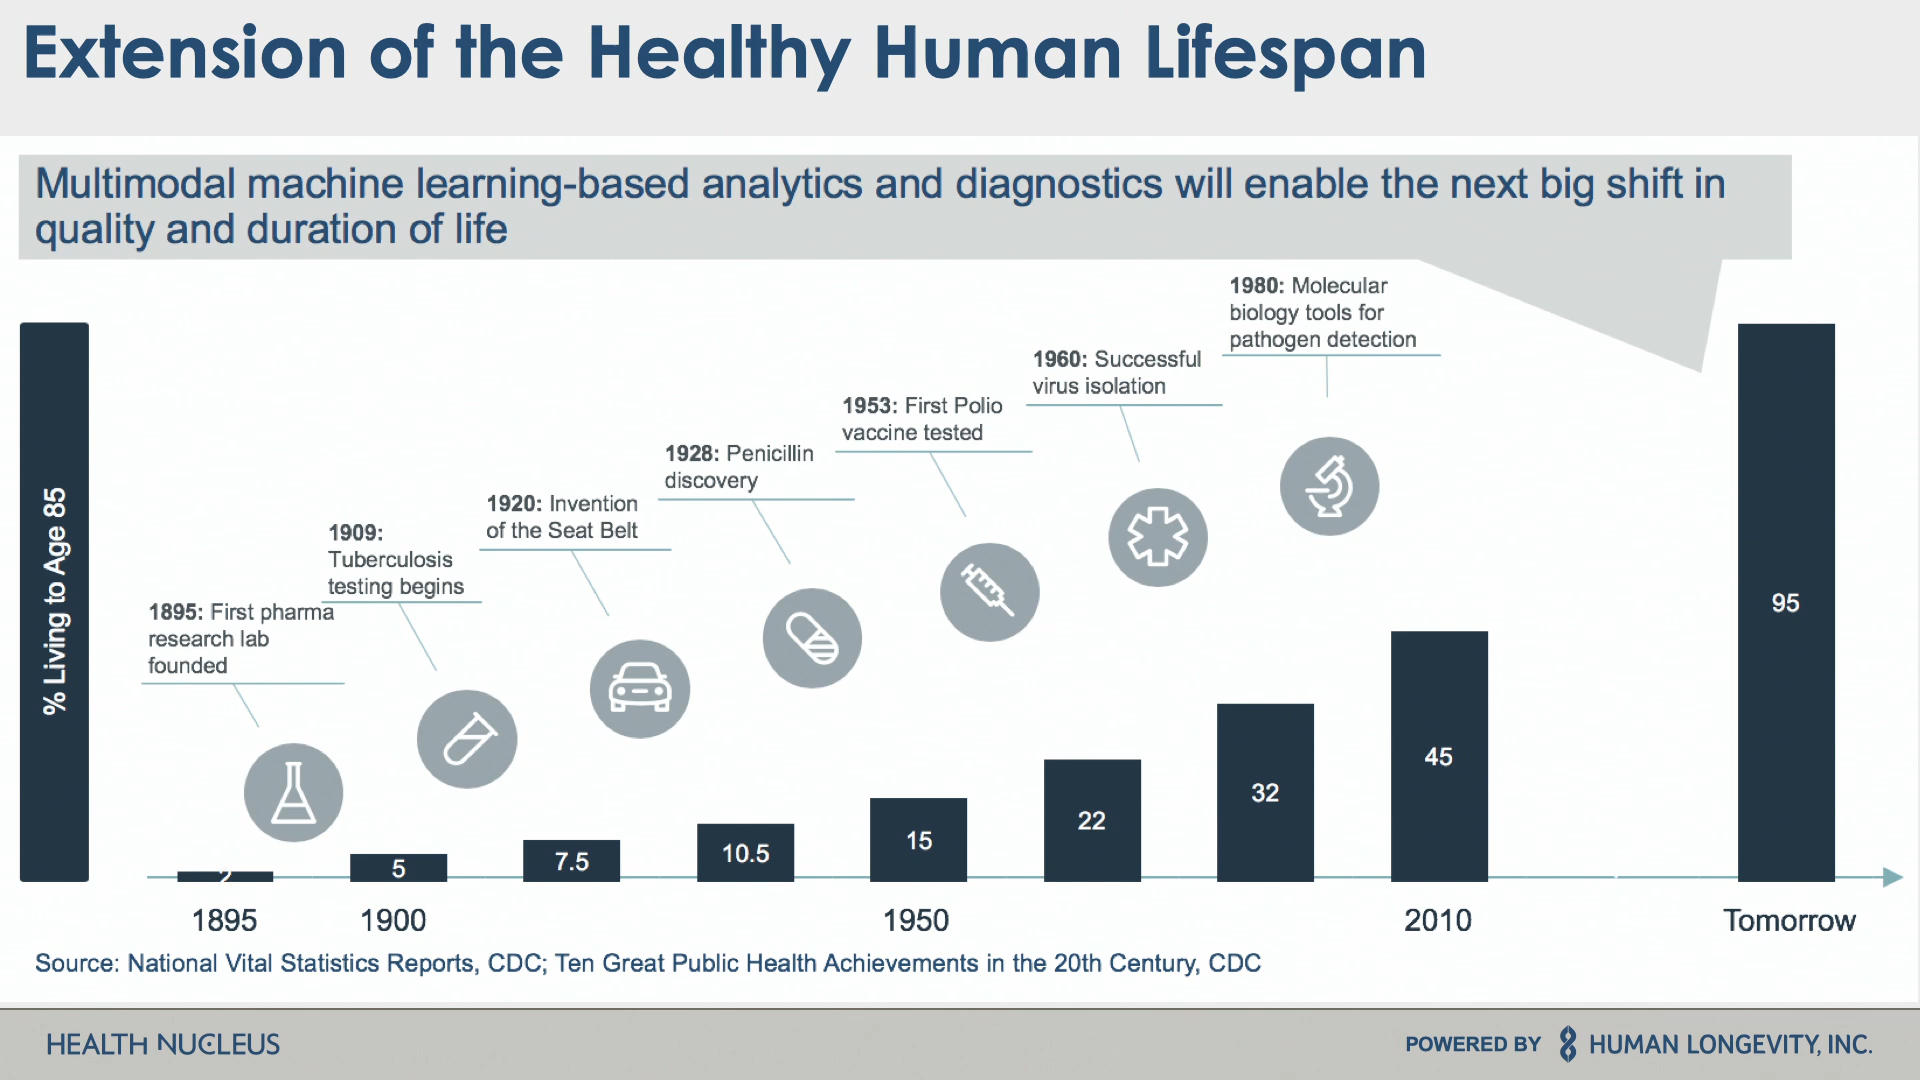 Extension of the Healthy Human Lifespan
Multimodal machine learning-based analytics and diagnostics will enable the next big shift in
quality and duration of life
% Living to Age 85
1895: First pharma
research lab
founded
1909:
Tuberculosis
testing begins
1920: Invention
of the Seat Belt
1928: Penicillin
discovery
1953: First Polio
vaccine tested
1960: Successful
virus isolation
1980: Molecular
biology tools for
pathogen detection
2
5
7.5
10.5
15
22
32
45
95
1895
1900
1950
2010
Tomorrow
Source: National Vital Statistics Reports, CDC; Ten Great Public Health Achievements in the 20th Century, CDC
HEALTH NUCLEUS
POWERED BY HUMAN LONGEVITY, INC.